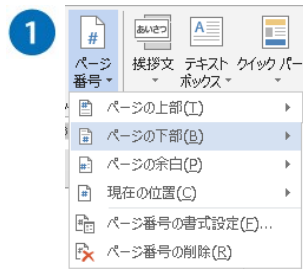 1
#
あいさつ
A
ページ
番号
挨拶文
テキスト
ボックス
クイック パー
ページの上部(T)
ページの下部(B)
ページの余白(P)
現在の位置(C)
ページ番号の書式設定(F)...
ページ番号の削除(R)